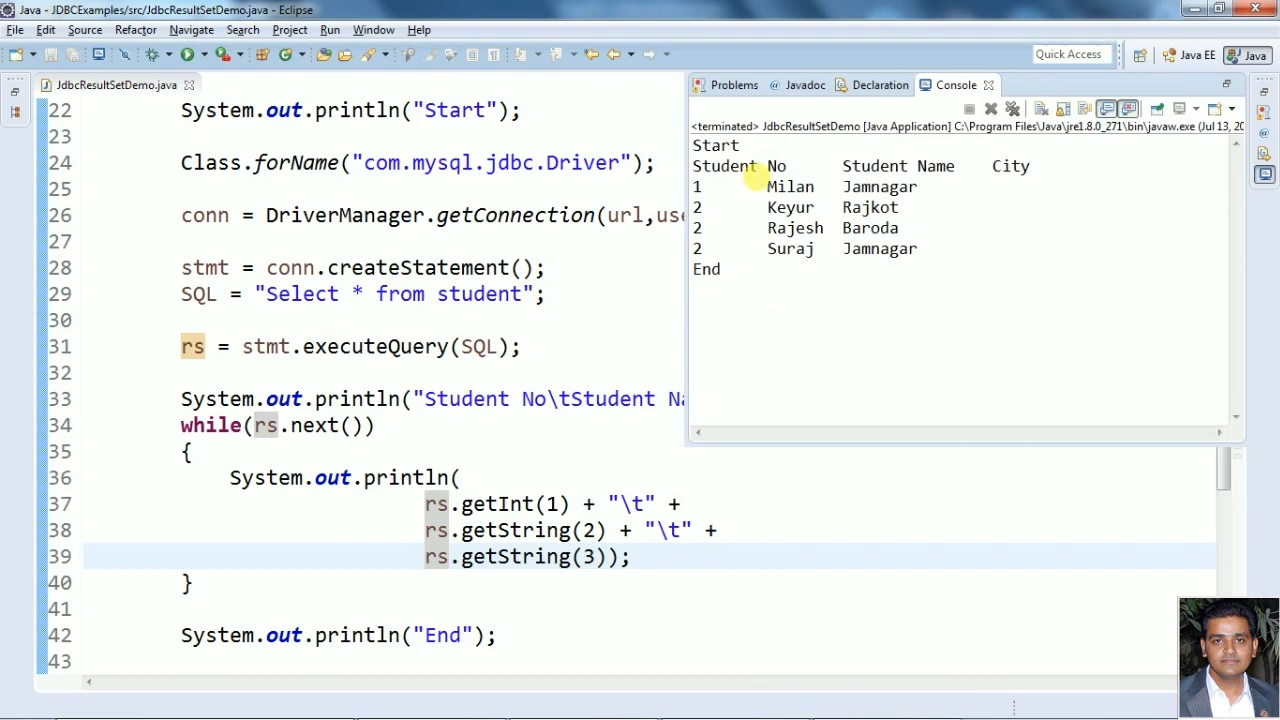 Java - JDBCExamples/src/JdbcResultSetDemo.java - Eclipse
File Edit Source Refactor Navigate Search Project Run Window Help
Quick Access
Java EE
Java
JdbcResultSetDemo.java
22 System.out.println("Start");
23
24 Class.forName("com.mysql.jdbc.Driver");
25
26 conn = DriverManager.getConnection(url,use
27
28 stmt = conn.createStatement();
29 SQL = "Select * from student";
30
31 rs = stmt.executeQuery(SQL);
32
33 System.out.println("Student No\tStudent Na
34 while(rs.next())
35 {
36 System.out.println(
37 rs.getInt(1) + "\t" +
38 rs.getString(2) + "\t" +
39 rs.getString(3));
40 }
41
42 System.out.println("End");
43
Problems @ Javadoc Declaration Console
<terminated> JdbcResultSetDemo [Java Application] C:\Program Files\Java\jre1.8.0_271\bin\javaw.exe (Jul 13, 20
Start
Student No Student Name City
1 Milan Jamnagar
2 Keyur Rajkot
2 Rajesh Baroda
2 Suraj Jamnagar
End